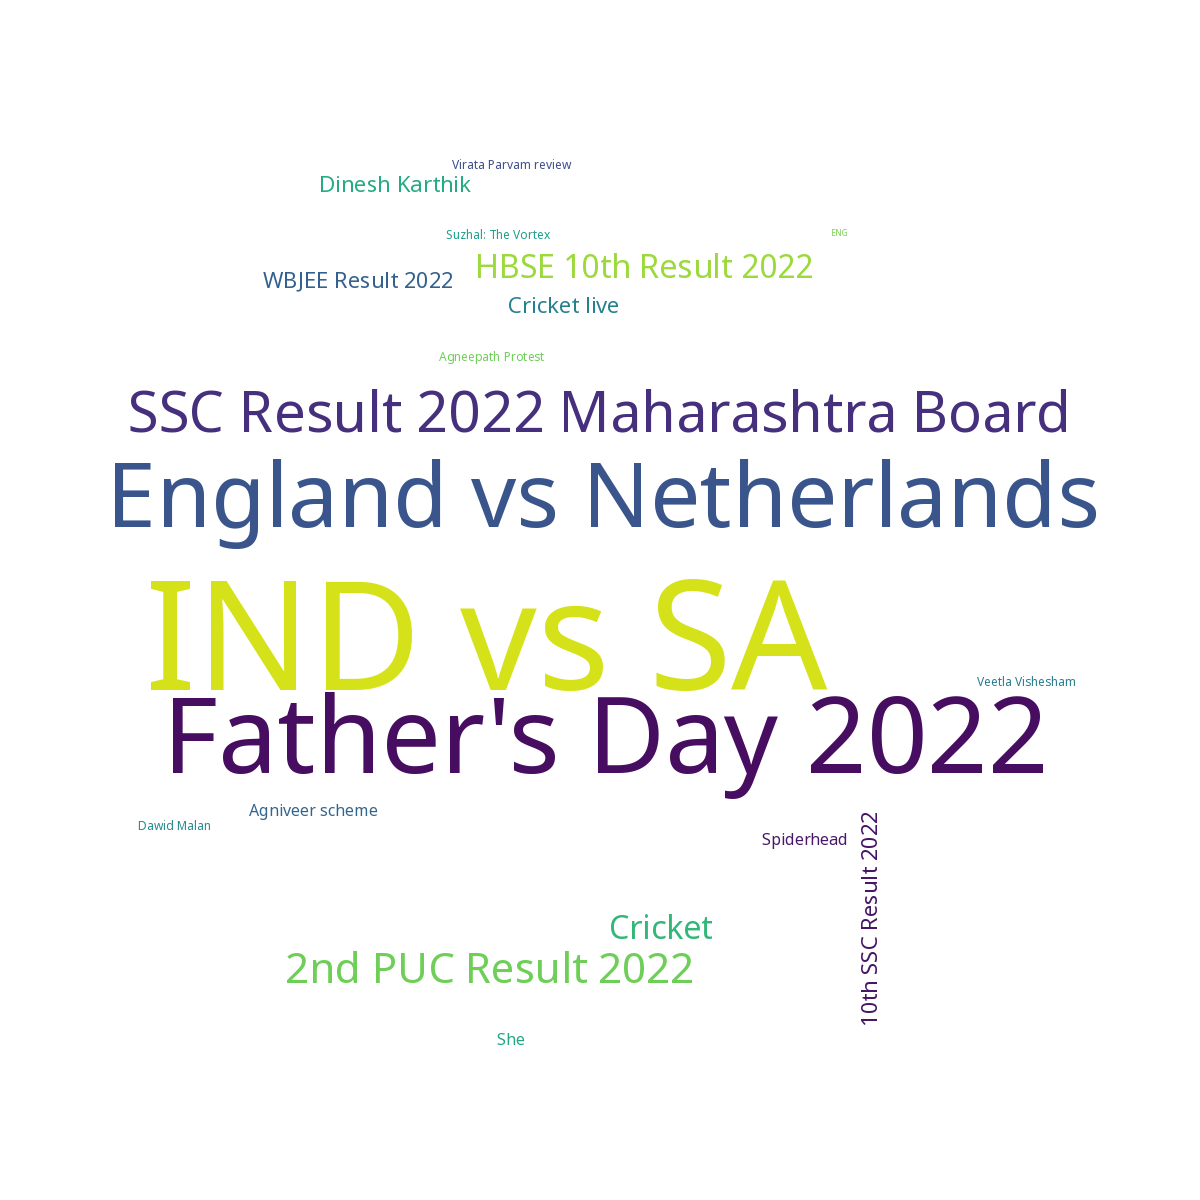 Virata Parvam review
Dinesh Karthik
Suzhal: The Vortex
ENG
HBSE 10th Result 2022
WBJEE Result 2022
Cricket live
Agneepath Protest
SSC Result 2022 Maharashtra Board
England vs Netherlands
IND vs SA
Veetla Vishesham
Father's Day 2022
Agniveer scheme
Dawid Malan
Spiderhead
10th SSC Result 2022
Cricket
2nd PUC Result 2022
She